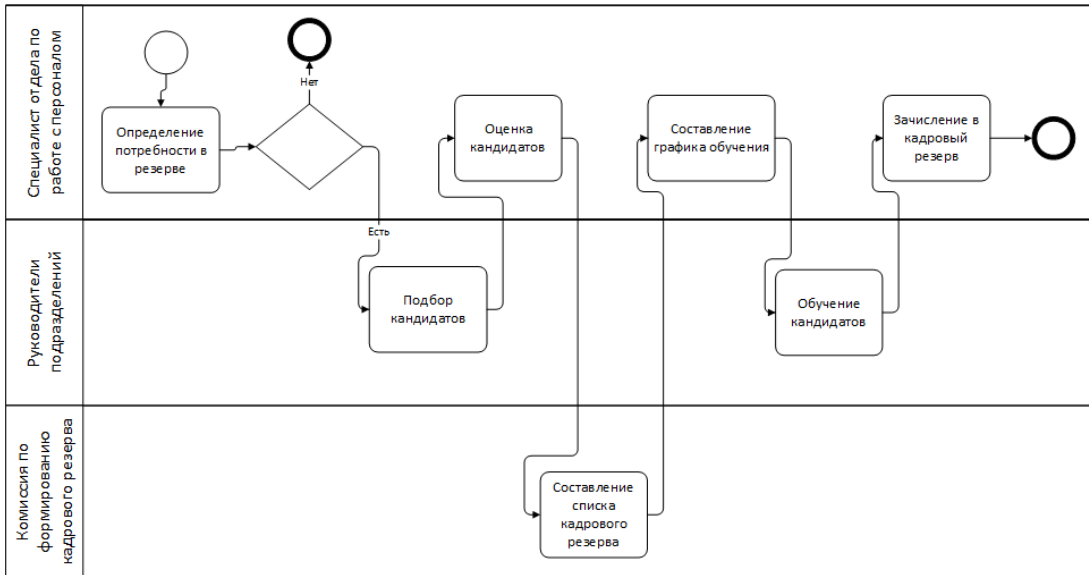 Специалист отдела по
работе с персоналом
Определение
потребности в
резерве
Нет
Есть
Оценка
кандидатов
Составление
графика обучения
Зачисление в
кадровый
резерв
Руководители
подразделений
Подбор
кандидатов
Обучение
кандидатов
Комиссия по
формированию
кадрового резерва
Составление
списка
кадрового
резерва